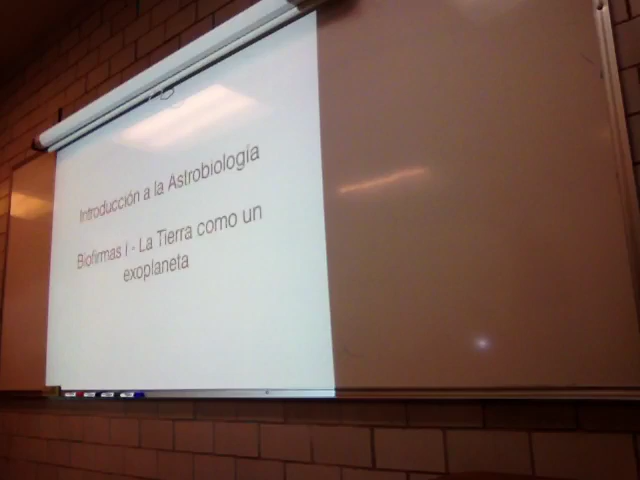 Introducción a la Astrobiología
Biofirmas I - La Tierra como un
exoplaneta